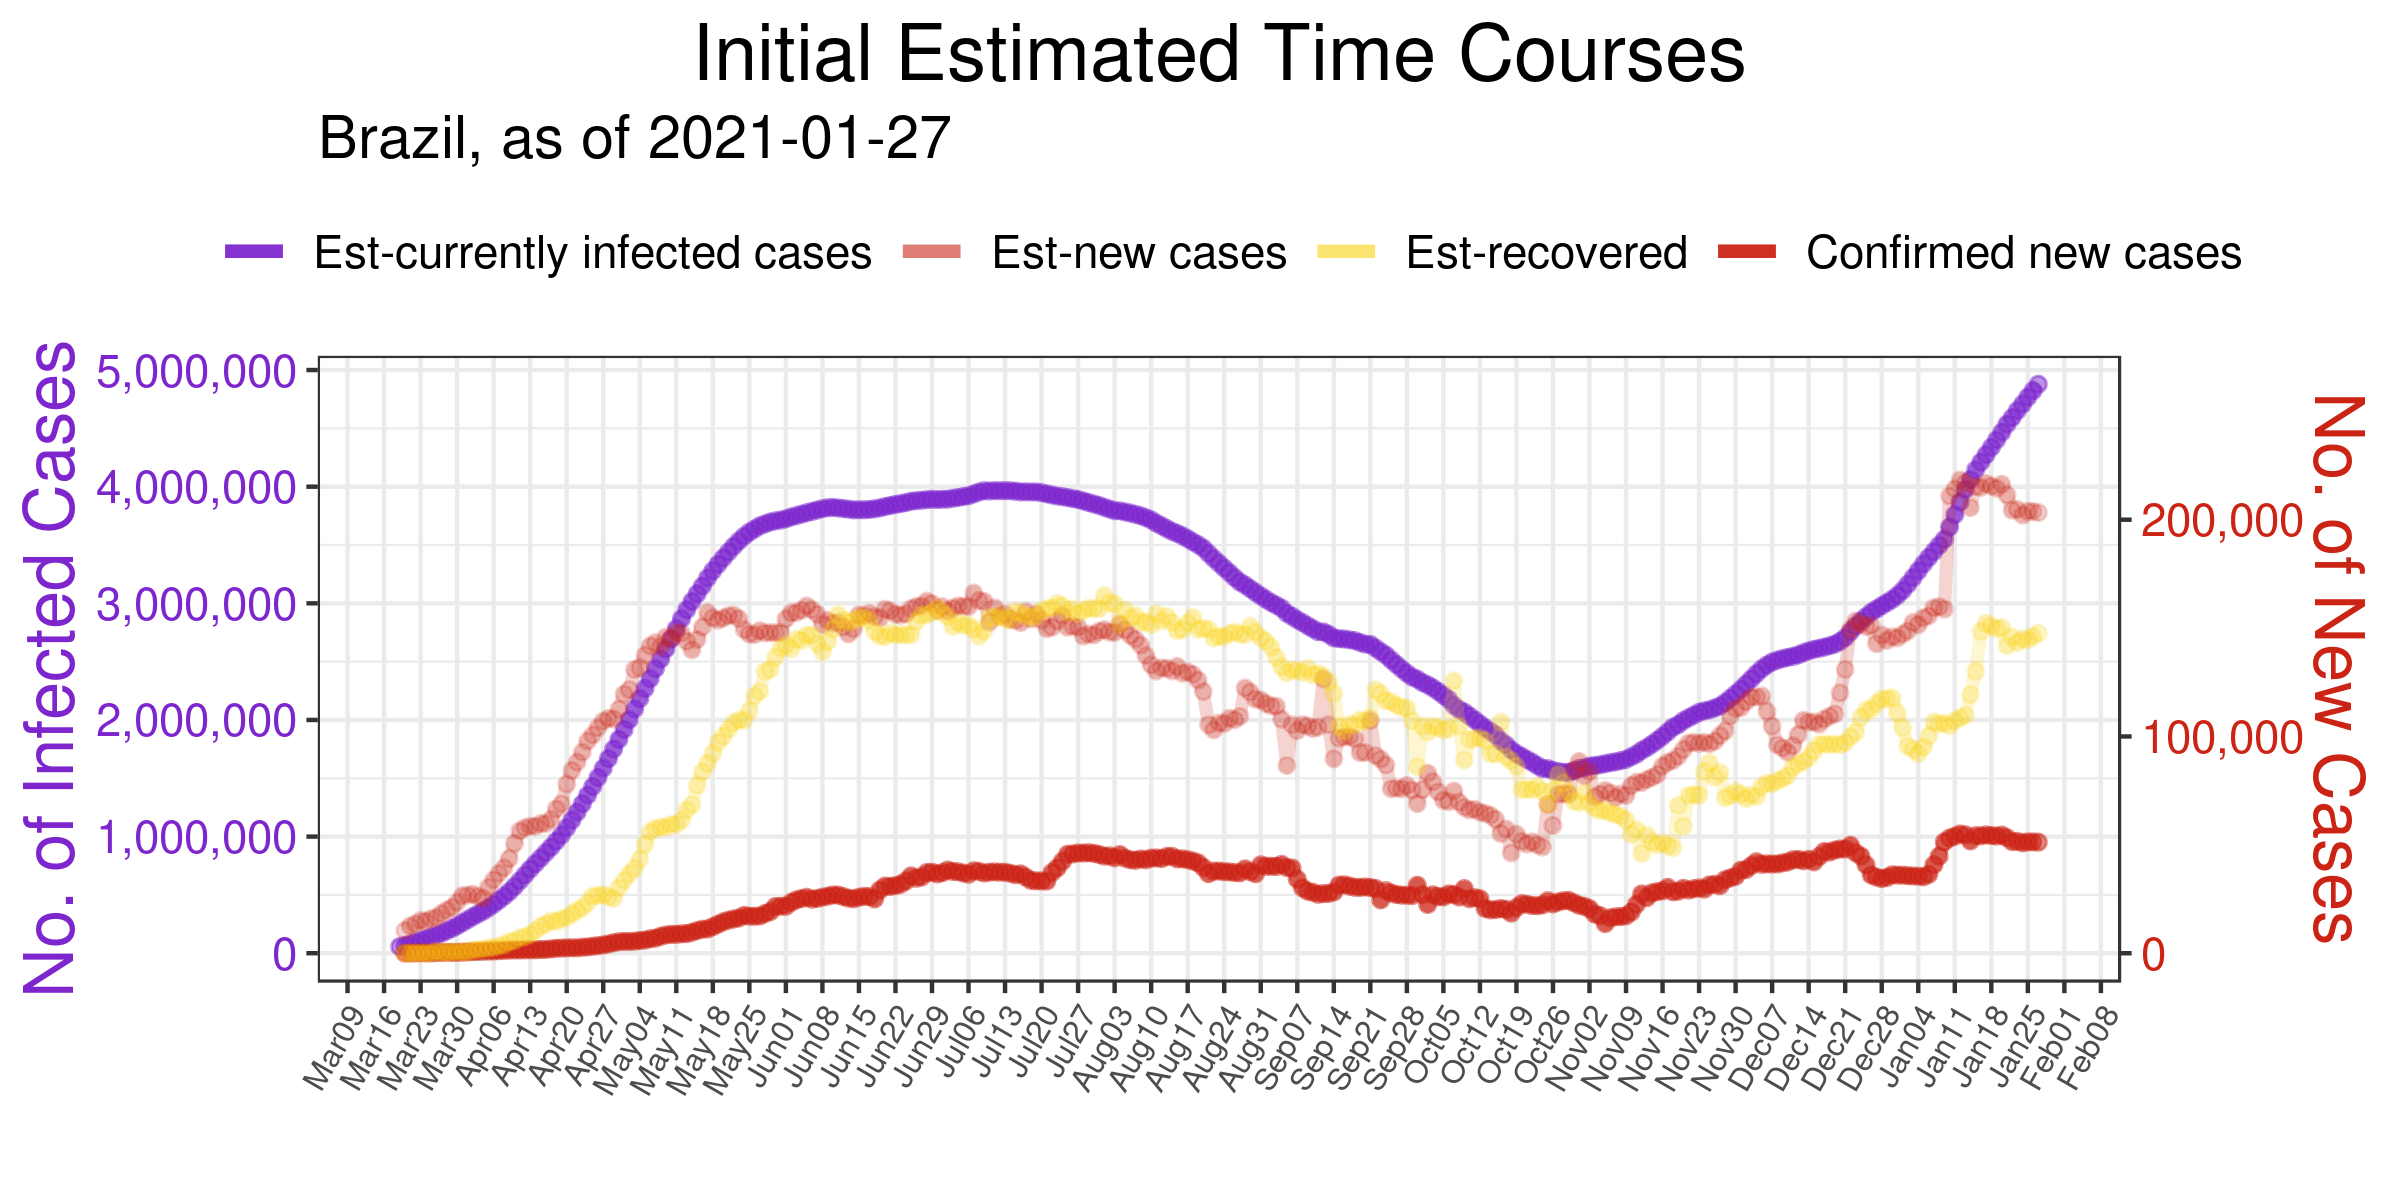 Initial Estimated Time Courses
Brazil, as of 2021-01-27
Est-currently infected cases Est-new cases Est-recovered Confirmed new cases
No. of Infected Cases
5,000,000
4,000,000
3,000,000
2,000,000
1,000,000
0
200,000
100,000
0
No. of New Cases
Mar09 Mar16 Mar23 Mar30 Apr06 Apr13 Apr20 Apr27 May04 May11 May18 May25 Jun01 Jun08 Jun15 Jun22 Jun29 Jul06 Jul13 Jul20 Jul27 Aug03 Aug10 Aug17 Aug24 Aug31 Sep07 Sep14 Sep21 Sep28 Oct05 Oct12 Oct19 Oct26 Nov02 Nov09 Nov16 Nov23 Nov30 Dec07 Dec14 Dec21 Dec28 Jan04 Jan11 Jan18 Jan25 Feb01 Feb08